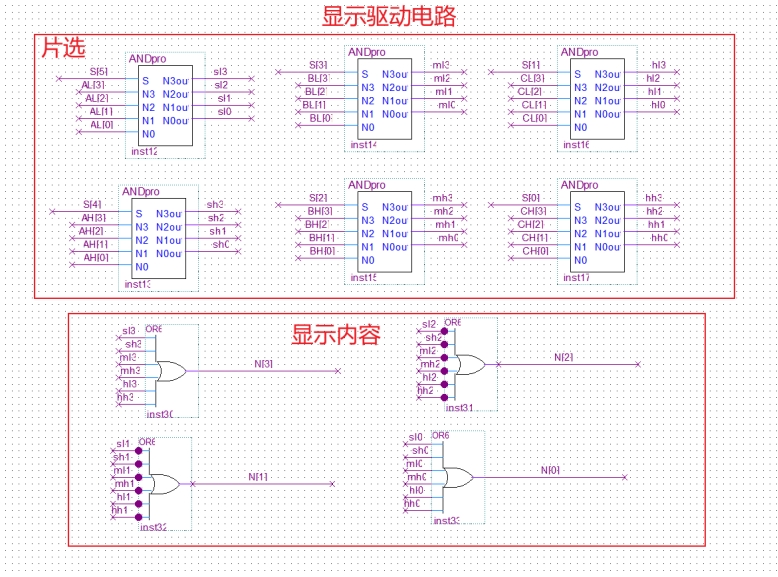 显示驱动电路
片选
ANDpro
S[5]
AL[3]
AL[2]
AL[1]
AL[0]
S
N3
N2
N1
N0
N3ou
N2ou
N1ou
N0ou
sl3
sl2
sl1
sl0
inst12
ANDpro
S[3]
BL[3]
BL[2]
BL[1]
BL[0]
S
N3
N2
N1
N0
N3ou
N2ou
N1ou
N0ou
ml3
ml2
ml1
ml0
inst14
ANDpro
S[1]
CL[3]
CL[2]
CL[1]
CL[0]
S
N3
N2
N1
N0
N3ou
N2ou
N1ou
N0ou
hl3
hl2
hl1
hl0
inst16
ANDpro
S[4]
AH[3]
AH[2]
AH[1]
AH[0]
S
N3
N2
N1
N0
N3ou
N2ou
N1ou
N0ou
sh3
sh2
sh1
sh0
inst13
ANDpro
S[2]
BH[3]
BH[2]
BH[1]
BH[0]
S
N3
N2
N1
N0
N3ou
N2ou
N1ou
N0ou
mh3
mh2
mh1
mh0
inst15
ANDpro
S[0]
CH[3]
CH[2]
CH[1]
CH[0]
S
N3
N2
N1
N0
N3ou
N2ou
N1ou
N0ou
hh3
hh2
hh1
hh0
inst17
显示内容
OR6
sl3
sh3
ml3
mh3
hl3
hh3
N[3]
inst30
OR6
sl2
sh2
ml2
mh2
hl2
hh2
N[2]
inst31
OR6
sl1
sh1
ml1
mh1
hl1
hh1
N[1]
inst32
OR6
sl0
sh0
ml0
mh0
hl0
hh0
N[0]
inst33